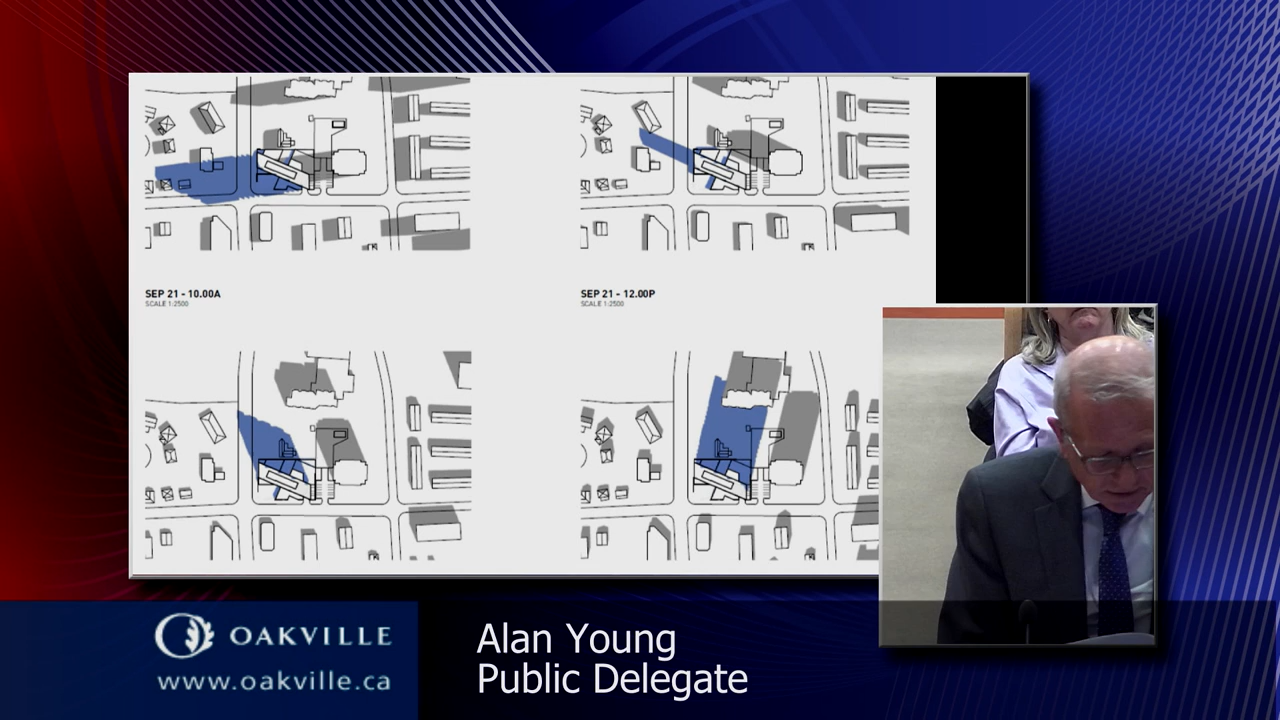 SEP 21 - 10.00A
SCALE 1:2500
SEP 21 - 12.00P
SCALE 1:2500
OAKVILLE
www.oakville.ca
Alan Young
Public Delegate